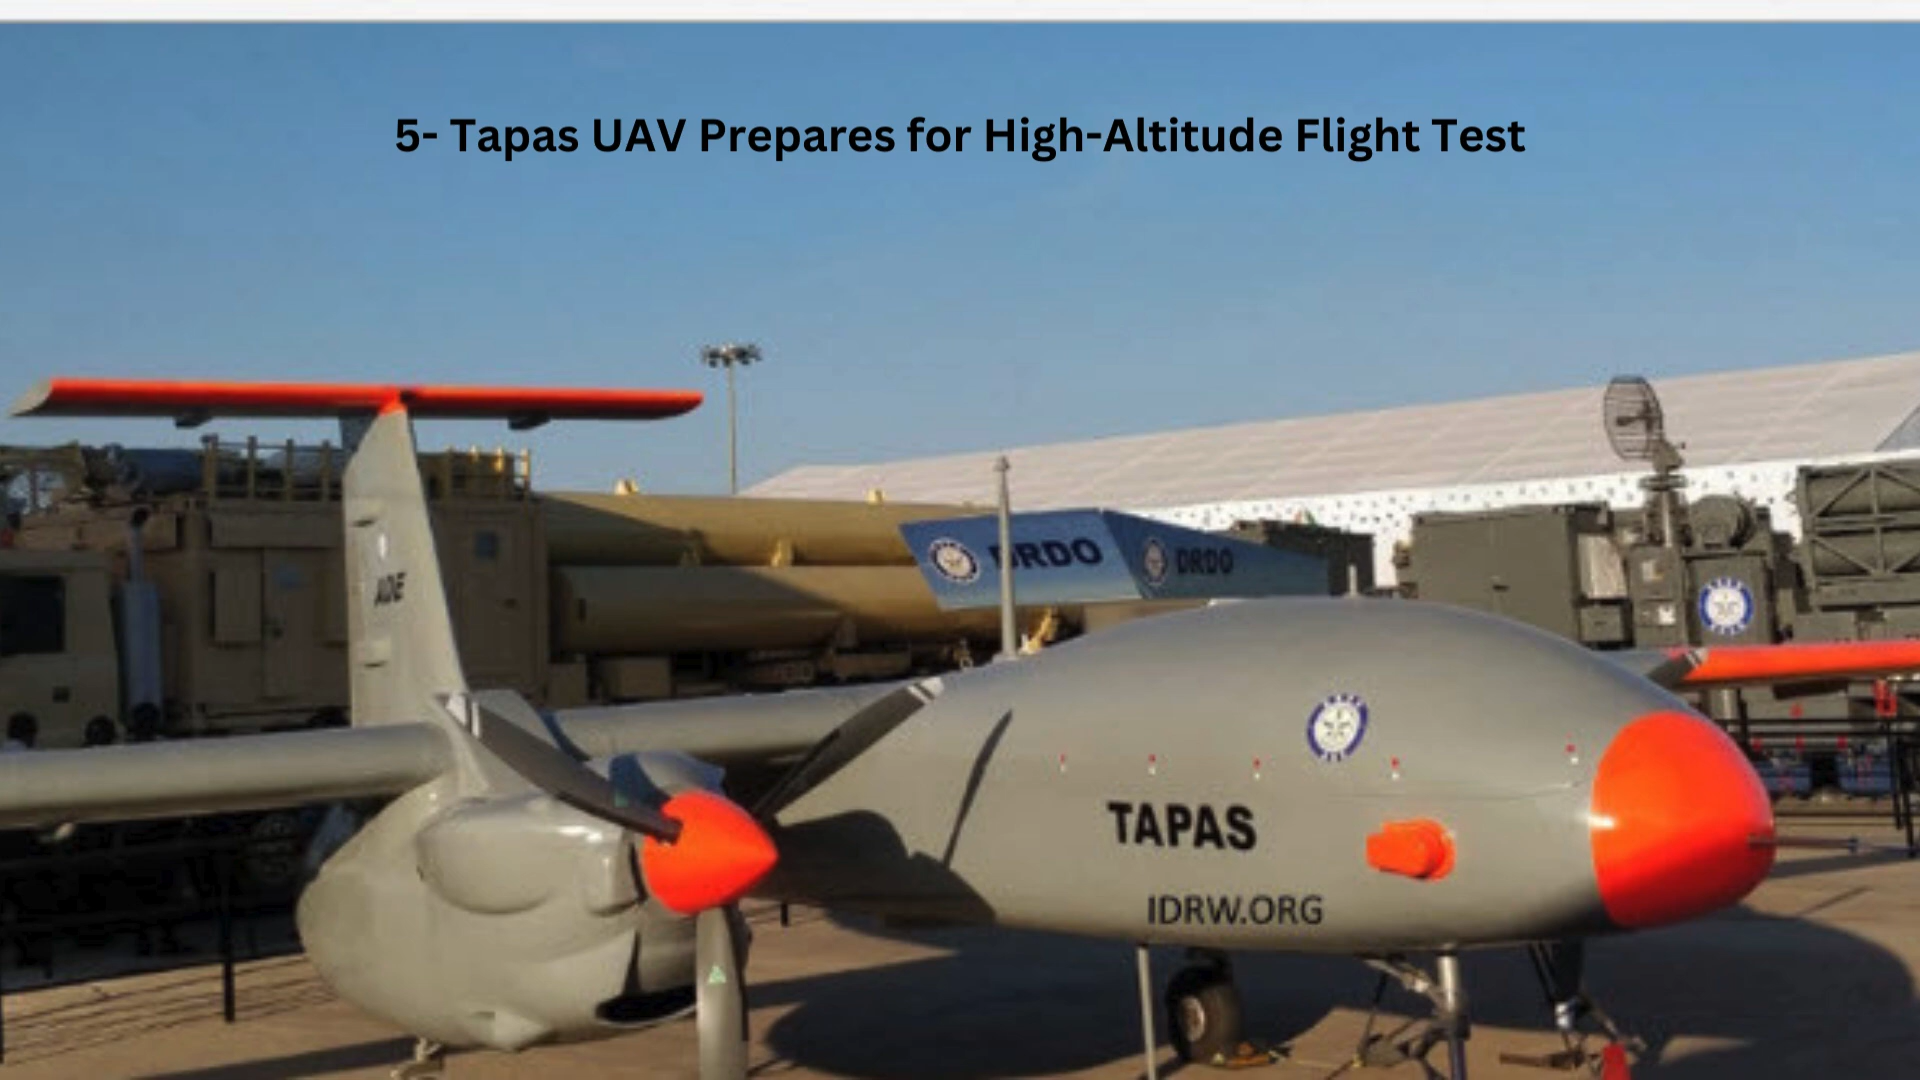 5- Tapas UAV Prepares for High-Altitude Flight Test
DRDO
DRDO
ADE
TAPAS
IDRW.ORG